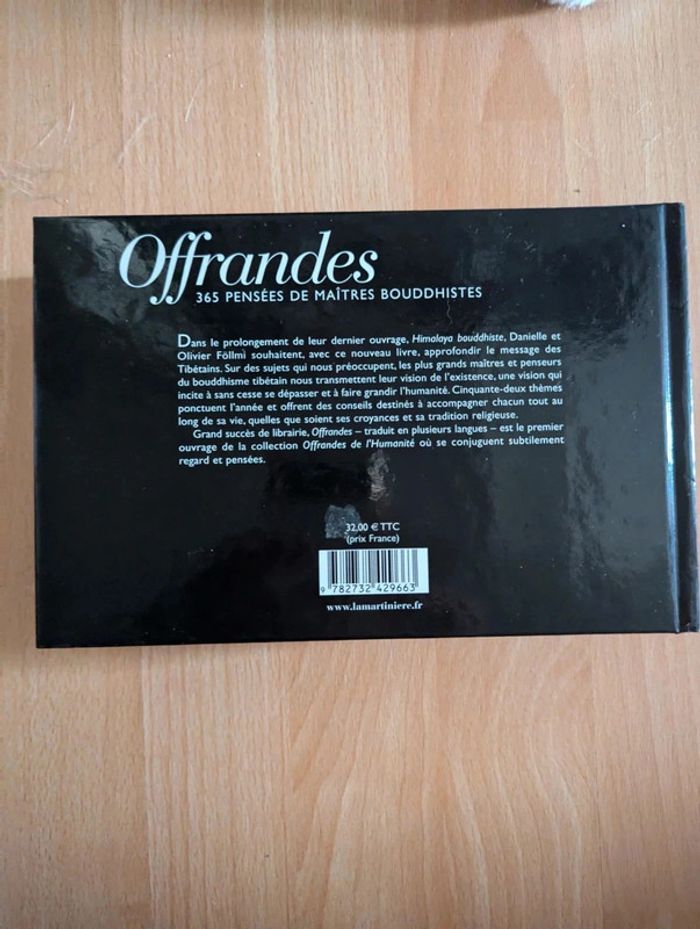 Offrandes
365 PENSÉES DE MAÎTRES BOUDDHISTES
Dans le prolongement de leur dernier ouvrage, Himalaya bouddhiste, Danielle et
Olivier Föllmi souhaitent, avec ce nouveau livre, approfondir le message des
Tibétains. Sur des sujets qui nous préoccupent, les plus grands maîtres et penseurs
du bouddhisme tibétain nous transmettent leur vision de l'existence, une vision qui
incite à sans cesse se dépasser et à faire grandir l'humanité. Cinquante-deux thèmes
ponctuent l'année et offrent des conseils destinés à accompagner chacun tout au
long de sa vie, quelles que soient ses croyances et sa tradition religieuse.
Grand succès de librairie, Offrandes – traduit en plusieurs langues – est le premier
ouvrage de la collection Offrandes de l'Humanité où se conjuguent subtilement
regard et pensées.
32,00 € TTC
(prix France)
9 782732 429663
www.lamartiniere.fr